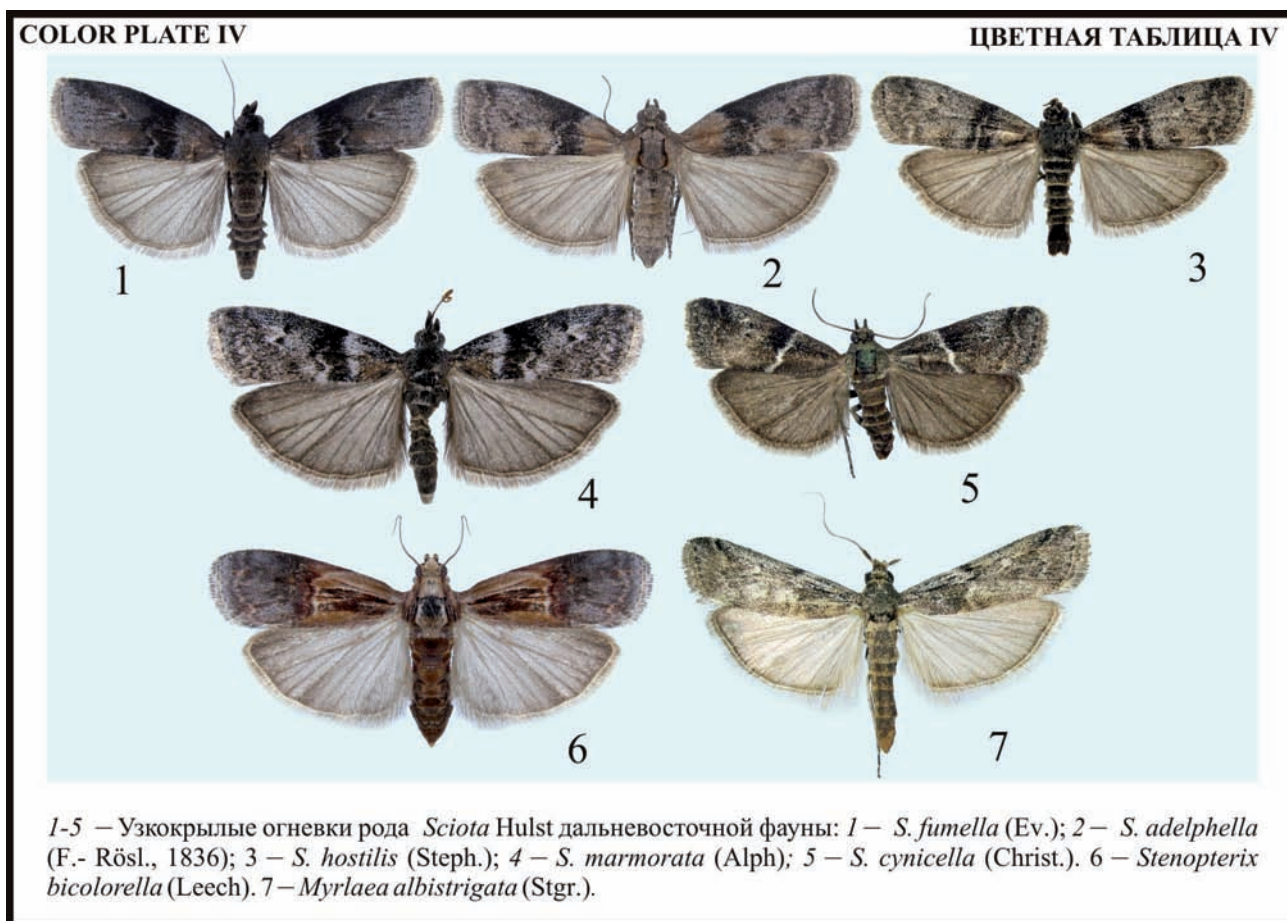 COLOR PLATE IV
ЦВЕТНАЯ ТАБЛИЦА IV
1
2
3
4
5
6
7
1-5 — Узкокрылые огневки рода Sciota Hulst дальневосточной фауны: 1 — S. fumella (Ev.); 2 — S. adelphella
(F.- Rösl., 1836); 3 — S. hostilis (Steph.); 4 — S. marmorata (Alph); 5 — S. cynicella (Christ.). 6 — Stenopterix
bicolorella (Leech). 7 — Myrlaea albistrigata (Stgr.).